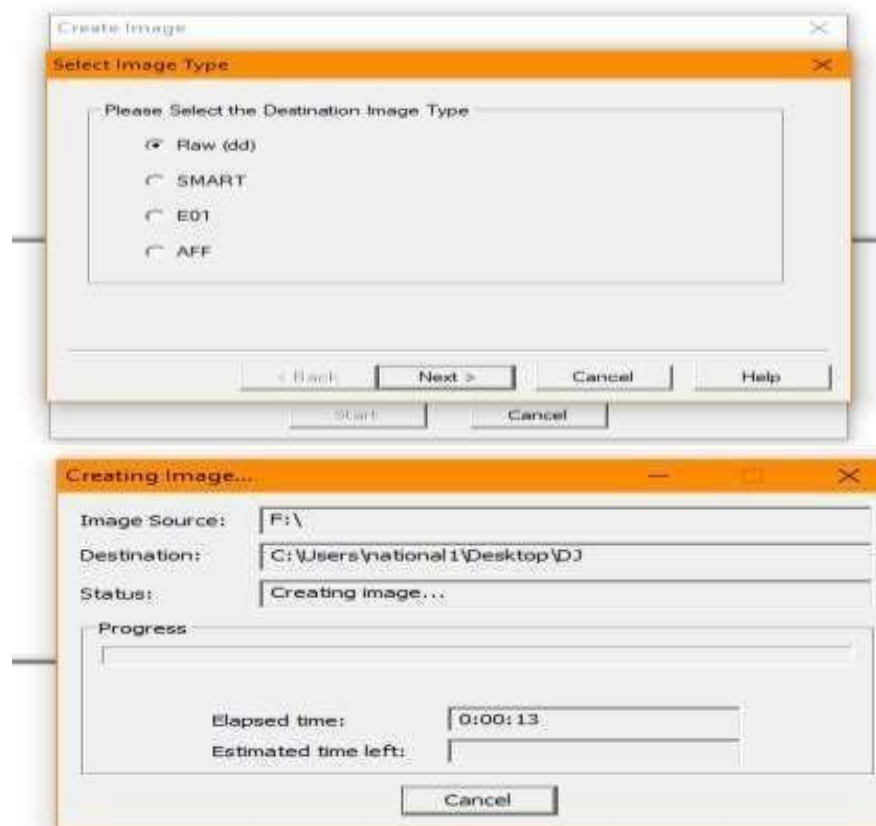 Create Image
Select Image Type
Please Select the Destination Image Type
Raw (dd)
SMART
E01
AFF
< Back
Next >
Cancel
Help
Start
Cancel
Creating Image...
Image Source:
F:\
Destination:
C:\Users\national1\Desktop\DJ
Status:
Creating image...
Progress
Elapsed time:
0:00:13
Estimated time left:
Cancel